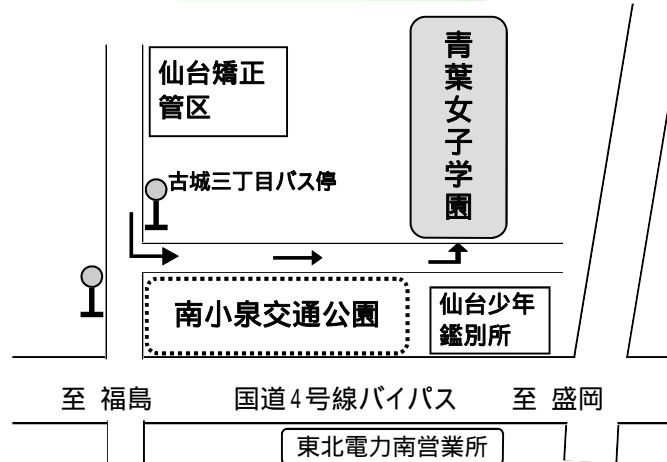 青葉女子学園
仙台矯正
管区
古城三丁目バス停
南小泉交通公園
仙台少年
鑑別所
至 福島
国道4号線バイパス
至 盛岡
東北電力南営業所